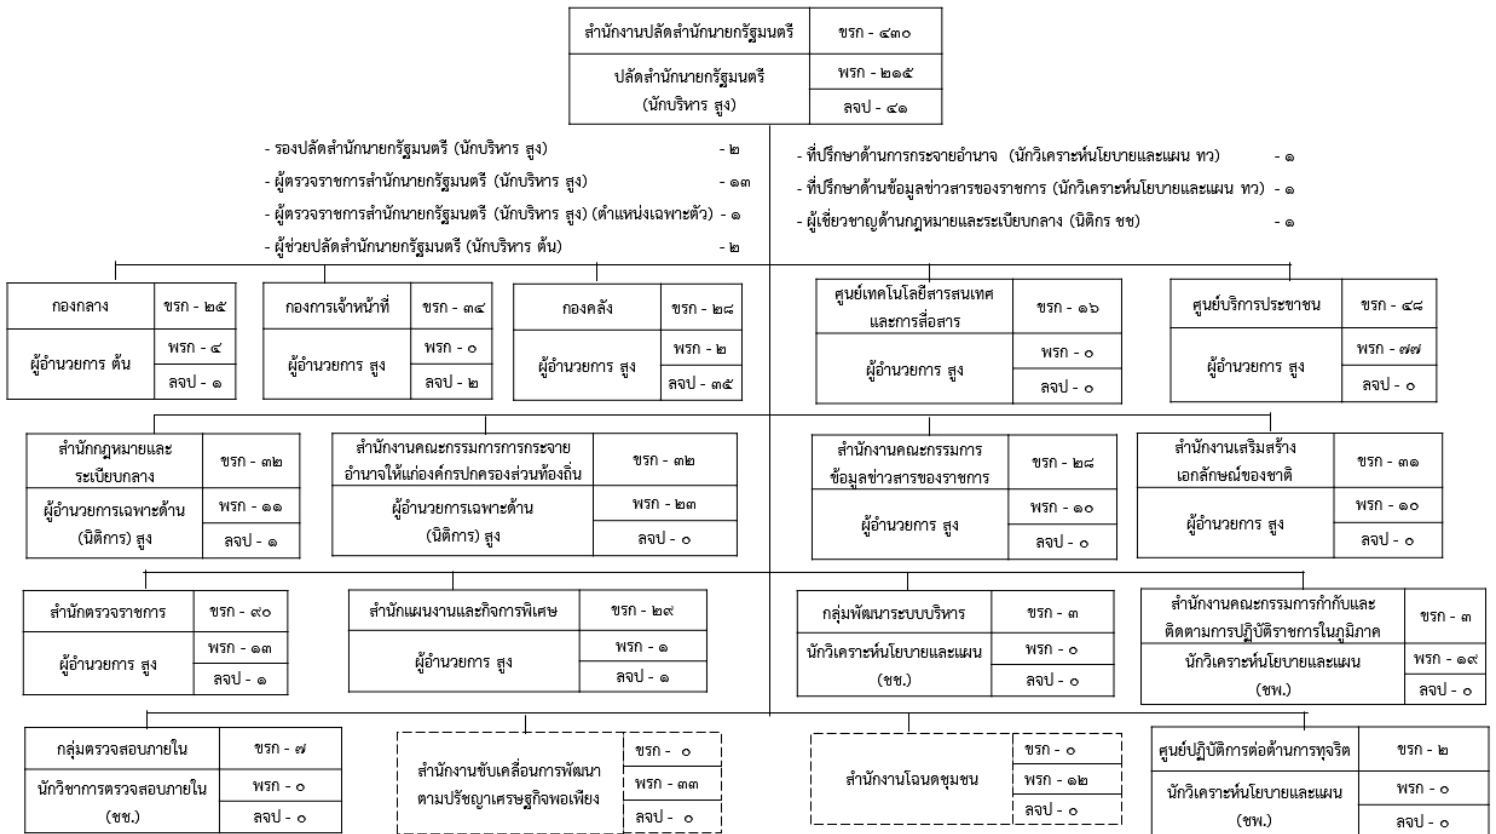 สำนักงานปลัดสำนักนายกรัฐมนตรี
ขรก - ๔๓๐
ปลัดสำนักนายกรัฐมนตรี
(นักบริหาร สูง)
พรก - ๒๑๕
ลจป - ๔๑
- รองปลัดสำนักนายกรัฐมนตรี (นักบริหาร สูง) - ๒
- ผู้ตรวจราชการสำนักนายกรัฐมนตรี (นักบริหาร สูง) - ๑๓
- ผู้ตรวจราชการสำนักนายกรัฐมนตรี (นักบริหาร สูง) (ตำแหน่งเฉพาะตัว) - ๑
- ผู้ช่วยปลัดสำนักนายกรัฐมนตรี (นักบริหาร ต้น) - ๒
- ที่ปรึกษาด้านการกระจายอำนาจ (นักวิเคราะห์นโยบายและแผน ทว) - ๑
- ที่ปรึกษาด้านข้อมูลข่าวสารของราชการ (นักวิเคราะห์นโยบายและแผน ทว) - ๑
- ผู้เชี่ยวชาญด้านกฎหมายและระเบียบกลาง (นิติกร ชช) - ๑
กองกลาง
ขรก - ๒๕
ผู้อำนวยการ ต้น
พรก - ๔
ลจป - ๑
กองการเจ้าหน้าที่
ขรก - ๓๔
ผู้อำนวยการ สูง
พรก - ๐
ลจป - ๒
กองคลัง
ขรก - ๒๘
ผู้อำนวยการ สูง
พรก - ๒
ลจป - ๓๕
ศูนย์เทคโนโลยีสารสนเทศ
และการสื่อสาร
ขรก - ๑๖
ผู้อำนวยการ สูง
พรก - ๐
ลจป - ๐
ศูนย์บริการประชาชน
ขรก - ๔๘
ผู้อำนวยการ สูง
พรก - ๗๗
ลจป - ๐
สำนักกฎหมายและ
ระเบียบกลาง
ขรก - ๓๒
ผู้อำนวยการเฉพาะด้าน
(นิติการ) สูง
พรก - ๑๑
ลจป - ๑
สำนักงานคณะกรรมการการกระจาย
อำนาจให้แก่องค์กรปกครองส่วนท้องถิ่น
ขรก - ๓๒
ผู้อำนวยการเฉพาะด้าน
(นิติการ) สูง
พรก - ๒๓
ลจป - ๐
สำนักงานคณะกรรมการ
ข้อมูลข่าวสารของราชการ
ขรก - ๒๘
ผู้อำนวยการ สูง
พรก - ๑๐
ลจป - ๐
สำนักงานเสริมสร้าง
เอกลักษณ์ของชาติ
ขรก - ๓๑
ผู้อำนวยการ สูง
พรก - ๑๐
ลจป - ๐
สำนักตรวจราชการ
ขรก - ๙๐
ผู้อำนวยการ สูง
พรก - ๑๓
ลจป - ๑
สำนักแผนงานและกิจการพิเศษ
ขรก - ๒๙
ผู้อำนวยการ สูง
พรก - ๑
ลจป - ๑
กลุ่มพัฒนาระบบบริหาร
ขรก - ๓
นักวิเคราะห์นโยบายและแผน
(ชช.)
พรก - ๐
ลจป - ๐
สำนักงานคณะกรรมการกำกับและ
ติดตามการปฏิบัติราชการในภูมิภาค
ขรก - ๓
นักวิเคราะห์นโยบายและแผน
(ชพ.)
พรก - ๑๙
ลจป - ๐
กลุ่มตรวจสอบภายใน
ขรก - ๗
นักวิชาการตรวจสอบภายใน
(ชช.)
พรก - ๐
ลจป - ๐
สำนักงานขับเคลื่อนการพัฒนา
ตามปรัชญาเศรษฐกิจพอเพียง
ขรก - ๐
พรก - ๓๓
ลจป - ๐
สำนักงานโฉนดชุมชน
ขรก - ๐
พรก - ๑๒
ลจป - ๐
ศูนย์ปฏิบัติการต่อต้านการทุจริต
ขรก - ๒
นักวิเคราะห์นโยบายและแผน
(ชพ.)
พรก - ๐
ลจป - ๐